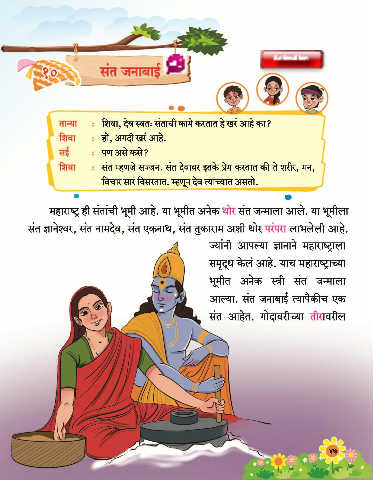 १०
संत जनाबाई
तान्या : शिवा, देव स्वतः संतांची कामे करतात हे खरं आहे का?
शिवा : हो, अगदी खरं आहे.
सई : पण असे कसे?
शिवा : संत म्हणजे सज्जन. संत देवावर इतके प्रेम करतात की ते शरीर, मन,
विचार सारं विसरतात. म्हणून देव त्यांच्यात असतो.
महाराष्ट्र ही संतांची भूमी आहे. या भूमीत अनेक थोर संत जन्माला आले. या भूमीला
संत ज्ञानेश्वर, संत नामदेव, संत एकनाथ, संत तुकाराम अशी थोर परंपरा लाभलेली आहे.
ज्यांनी आपल्या ज्ञानाने महाराष्ट्राला
समृद्ध केलं आहे. याच महाराष्ट्राच्या
भूमीत अनेक स्त्री संत जन्माला
आल्या. संत जनाबाई त्यापैकीच एक
संत आहेत. गोदावरीच्या तीरावरील